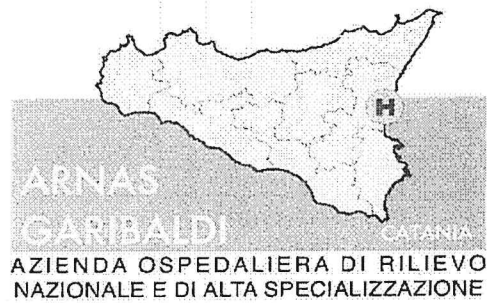 H
ARNAS
GARIBALDI
CATANIA
AZIENDA OSPEDALIERA DI RILIEVO
NAZIONALE E DI ALTA SPECIALIZZAZIONE